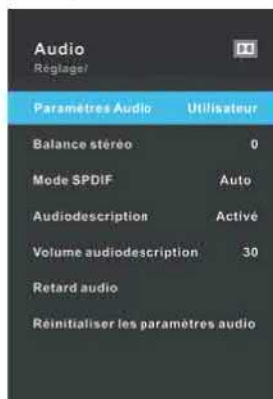 Audio
Réglage/
Paramètres Audio Utilisateur
Balance stéréo 0
Mode SPDIF Auto
Audiodescription Activé
Volume audiodescription 30
Retard audio
Réinitialiser les paramètres audio